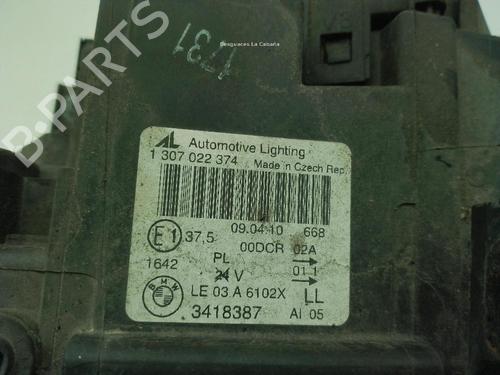 Desguaces La Cabaña
1731
AL Automotive Lighting
1 307 022 374 Made in Czech Rep.
09.04.10 668
E1 37,5 00DCR 02A
PL
1642 24 V 01 1
BMW LE 03 A 6102X LL
3418387 AI 05